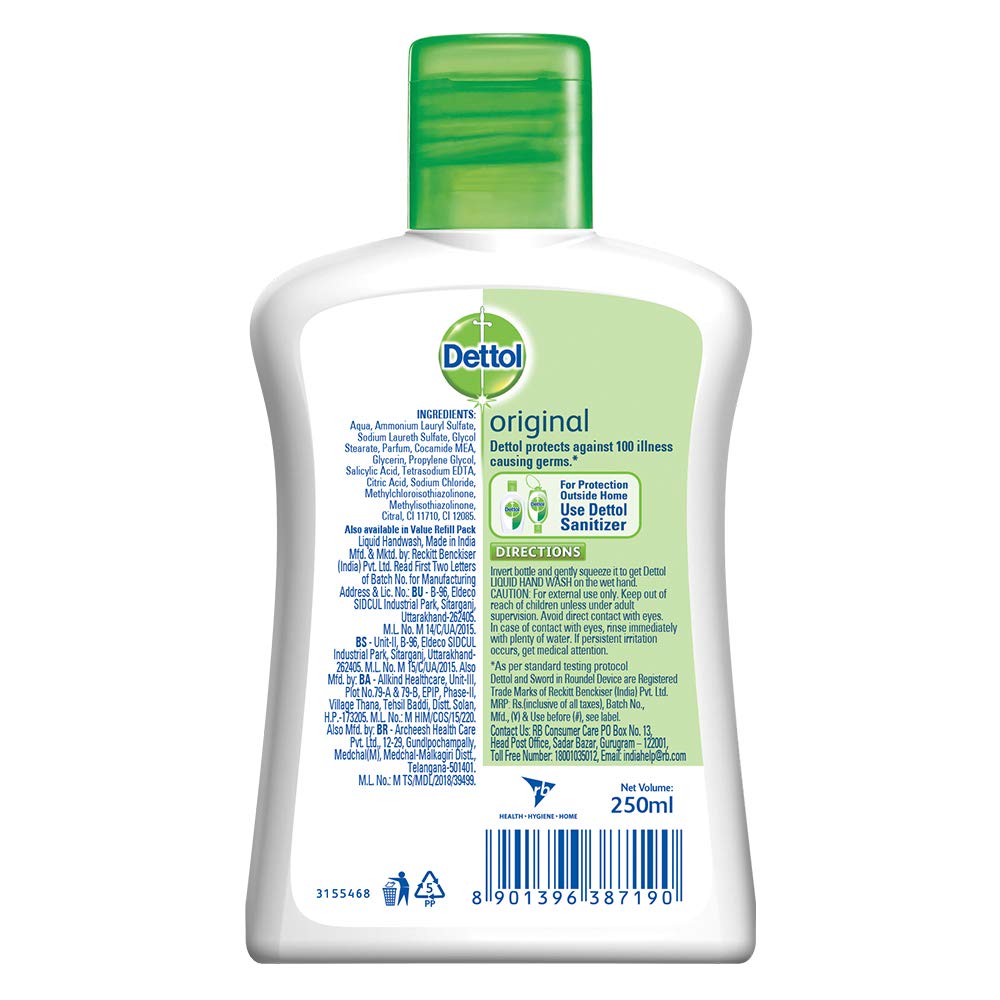 Dettol
INGREDIENTS:
Aqua, Ammonium Lauryl Sulfate,
Sodium Laureth Sulfate, Glycol
Stearate, Parfum, Cocamide MEA,
Glycerin, Propylene Glycol,
Salicylic Acid, Tetrasodium EDTA,
Citric Acid, Sodium Chloride,
Methylchloroisothiazolinone,
Methylisothiazolinone,
Citral, CI 11710, CI 12085.
Also available in Value Refill Pack
Liquid Handwash, Made in India
Mfd. & Mktd. by: Reckitt Benckiser
(India) Pvt. Ltd. Read First Two Letters
of Batch No. for Manufacturing
Address & Lic. No.: BU - B-96, Eldeco
SIDCUL Industrial Park, Sitarganj,
Uttarakhand-262405.
M.L. No. M 14/C/UA/2015.
BS - Unit-II, B-96, Eldeco SIDCUL
Industrial Park, Sitarganj, Uttarakhand-
262405. M.L. No. M 15/C/UA/2015. Also
Mfd. by: BA - Allkind Healthcare, Unit-III,
Plot No.79-A & 79-B, EPIP, Phase-II,
Village Thana, Tehsil Baddi, Distt. Solan,
H.P.-173205. M.L. No.: M HIM/COS/15/220.
Also Mfd. by: BR - Archeesh Health Care
Pvt. Ltd., 12-29, Gundlpochampally,
Medchal(M), Medchal-Malkagiri Distt.,
Telangana-501401.
M.L. No.: M TS/MDL/2018/39499.
original
Dettol protects against 100 illness
causing germs.*
For Protection
Outside Home
Use Dettol
Sanitizer
Dettol
Dettol
DIRECTIONS
Invert bottle and gently squeeze it to get Dettol
LIQUID HAND WASH on the wet hand.
CAUTION: For external use only. Keep out of
reach of children unless under adult
supervision. Avoid direct contact with eyes.
In case of contact with eyes, rinse immediately
with plenty of water. If persistent irritation
occurs, get medical attention.
*As per standard testing protocol
Dettol and Sword in Roundel Device are Registered
Trade Marks of Reckitt Benckiser (India) Pvt. Ltd.
MRP: Rs.(inclusive of all taxes), Batch No.,
Mfd., (¥) & Use before (#), see label.
Contact Us: RB Consumer Care PO Box No. 13,
Head Post Office, Sadar Bazar, Gurugram - 122001,
Toll Free Number: 18001035012, Email: indiahelp@rb.com
rb
HEALTH • HYGIENE • HOME
Net Volume:
250ml
3155468
5
PP
8 901396 387190